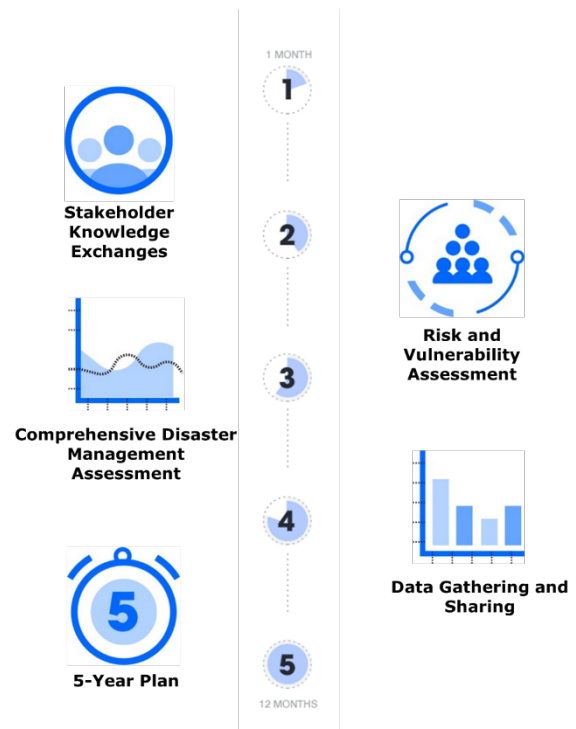 1 MONTH
1
Stakeholder
Knowledge
Exchanges
2
Risk and
Vulnerability
Assessment
3
Comprehensive Disaster
Management
Assessment
4
Data Gathering and
Sharing
5
5-Year Plan
5
12 MONTHS